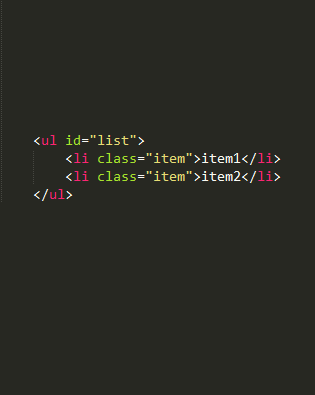 <ul id="list">
    <li class="item">item1</li>
    <li class="item">item2</li>
</ul>